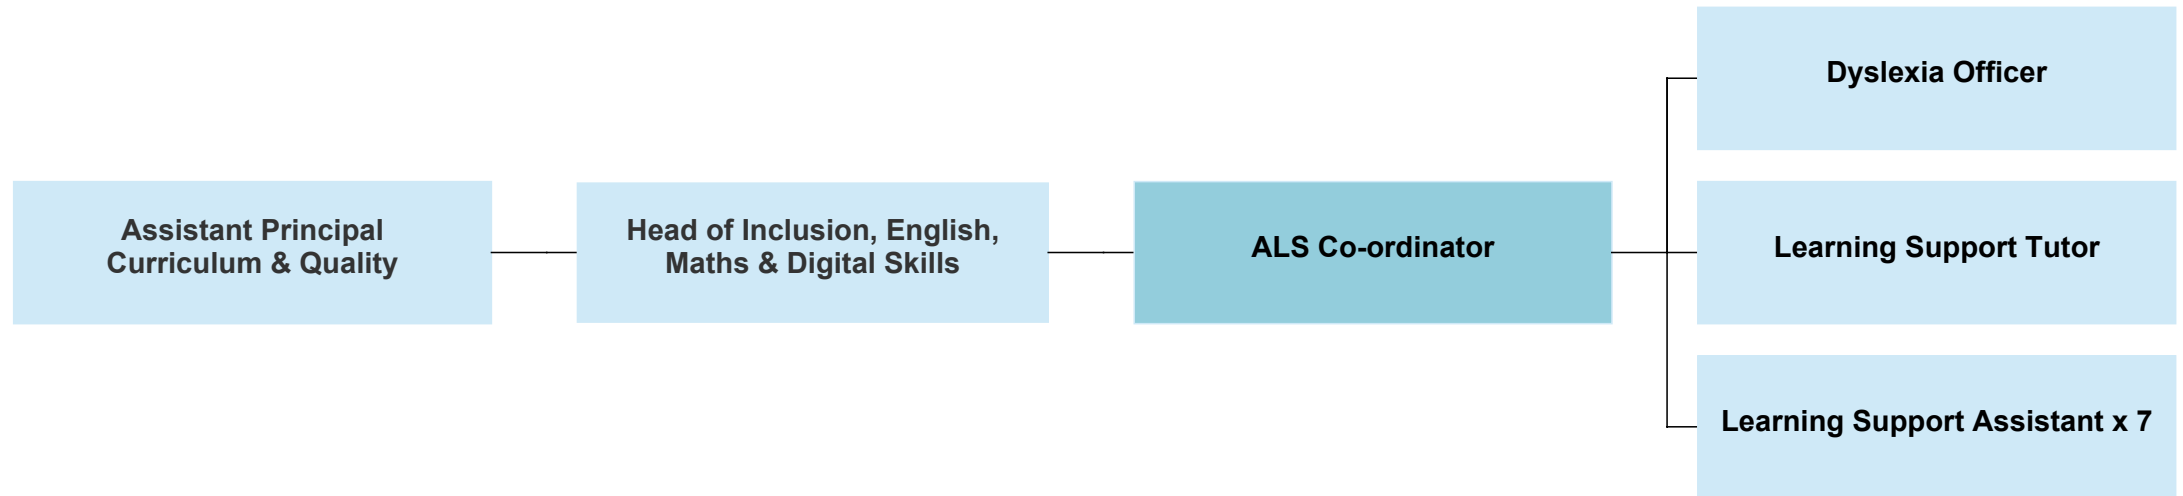 Assistant Principal
Curriculum & Quality
Head of Inclusion, English,
Maths & Digital Skills
ALS Co-ordinator
Dyslexia Officer
Learning Support Tutor
Learning Support Assistant x 7